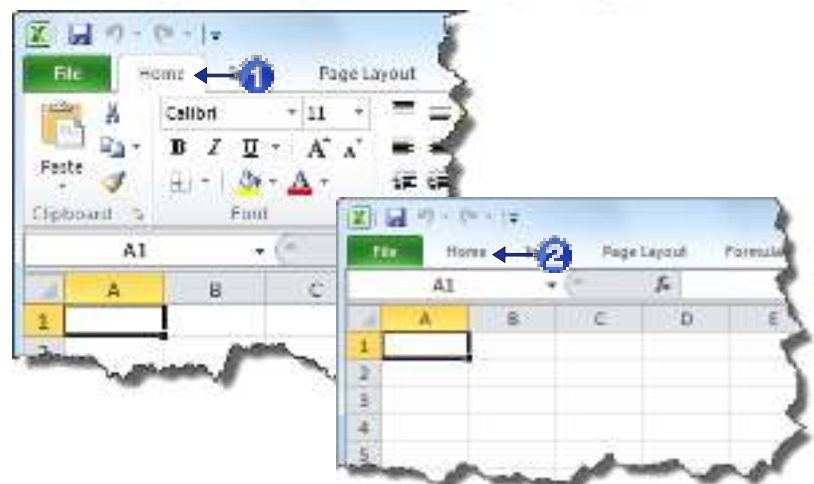 File Home Page Layout
Calibri 11
B I U A A
Paste
A
Clipboard Font
A1
A B C
1
2
File Home Page Layout Formulas
A1 fx
A B C D E
1
2
3
4
5
1
2